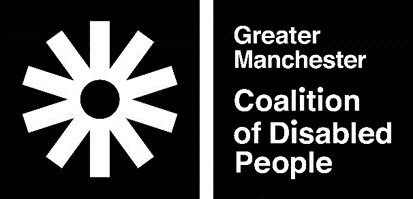 Greater
Manchester
Coalition
of Disabled
People